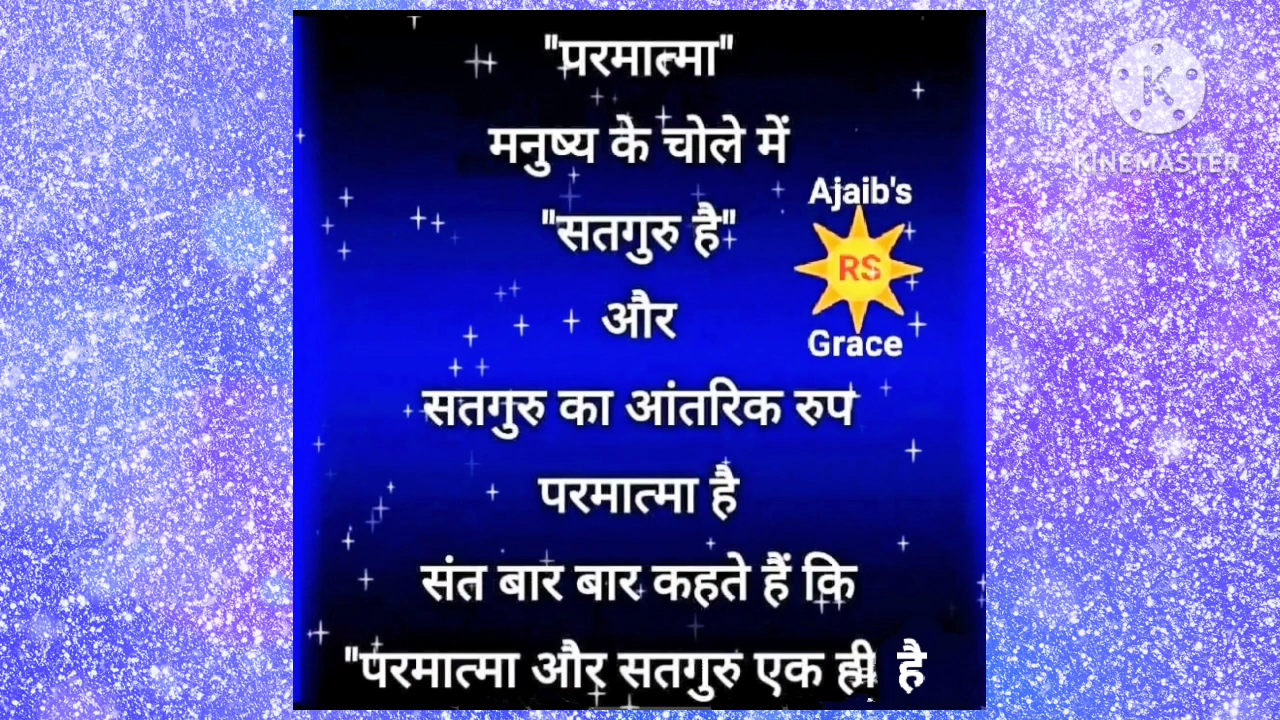 "परमात्मा"
मनुष्य के चोले में
"सतगुरु है"
और
सतगुरु का आंतरिक रुप
परमात्मा है
संत बार बार कहते हैं कि
"परमात्मा और सतगुरु एक ही है
Ajaib's
RS
Grace
K
KINEMASTER